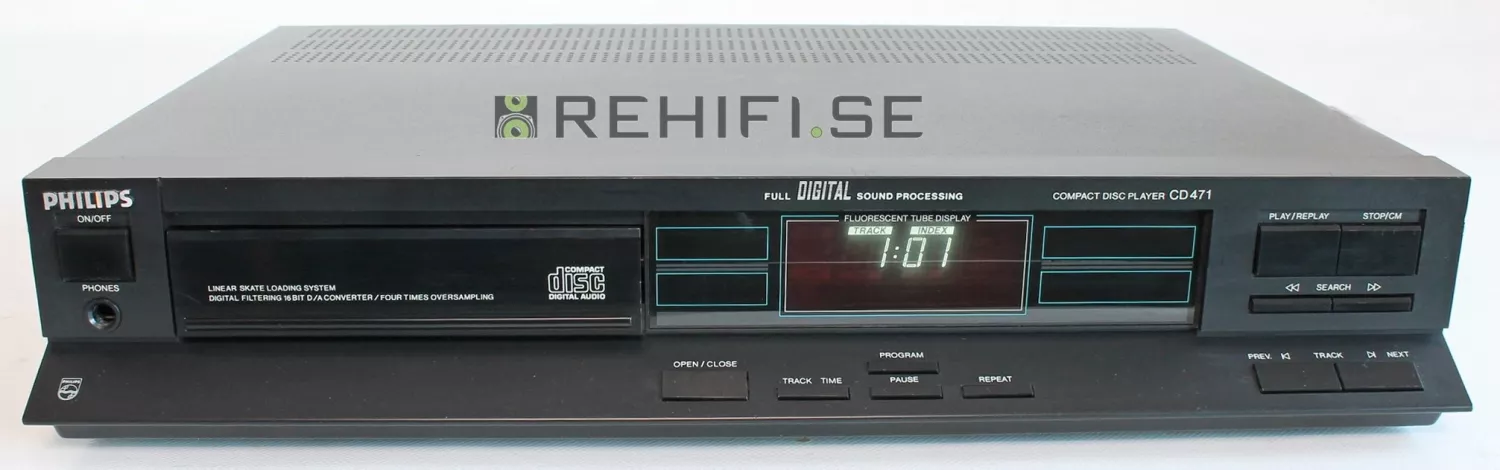 REHIFI.SE
PHILIPS
ON/OFF
PHONES
LINEAR SKATE LOADING SYSTEM
DIGITAL FILTERING 16 BIT D/A CONVERTER / FOUR TIMES OVERSAMPLING
COMPACT
disc
DIGITAL AUDIO
FULL DIGITAL SOUND PROCESSING
COMPACT DISC PLAYER CD471
FLUORESCENT TUBE DISPLAY
TRACK INDEX
1:01
PLAY/REPLAY STOP/CM
SEARCH
OPEN / CLOSE
TRACK TIME
PROGRAM
PAUSE
REPEAT
PREV. TRACK NEXT
PHILIPS